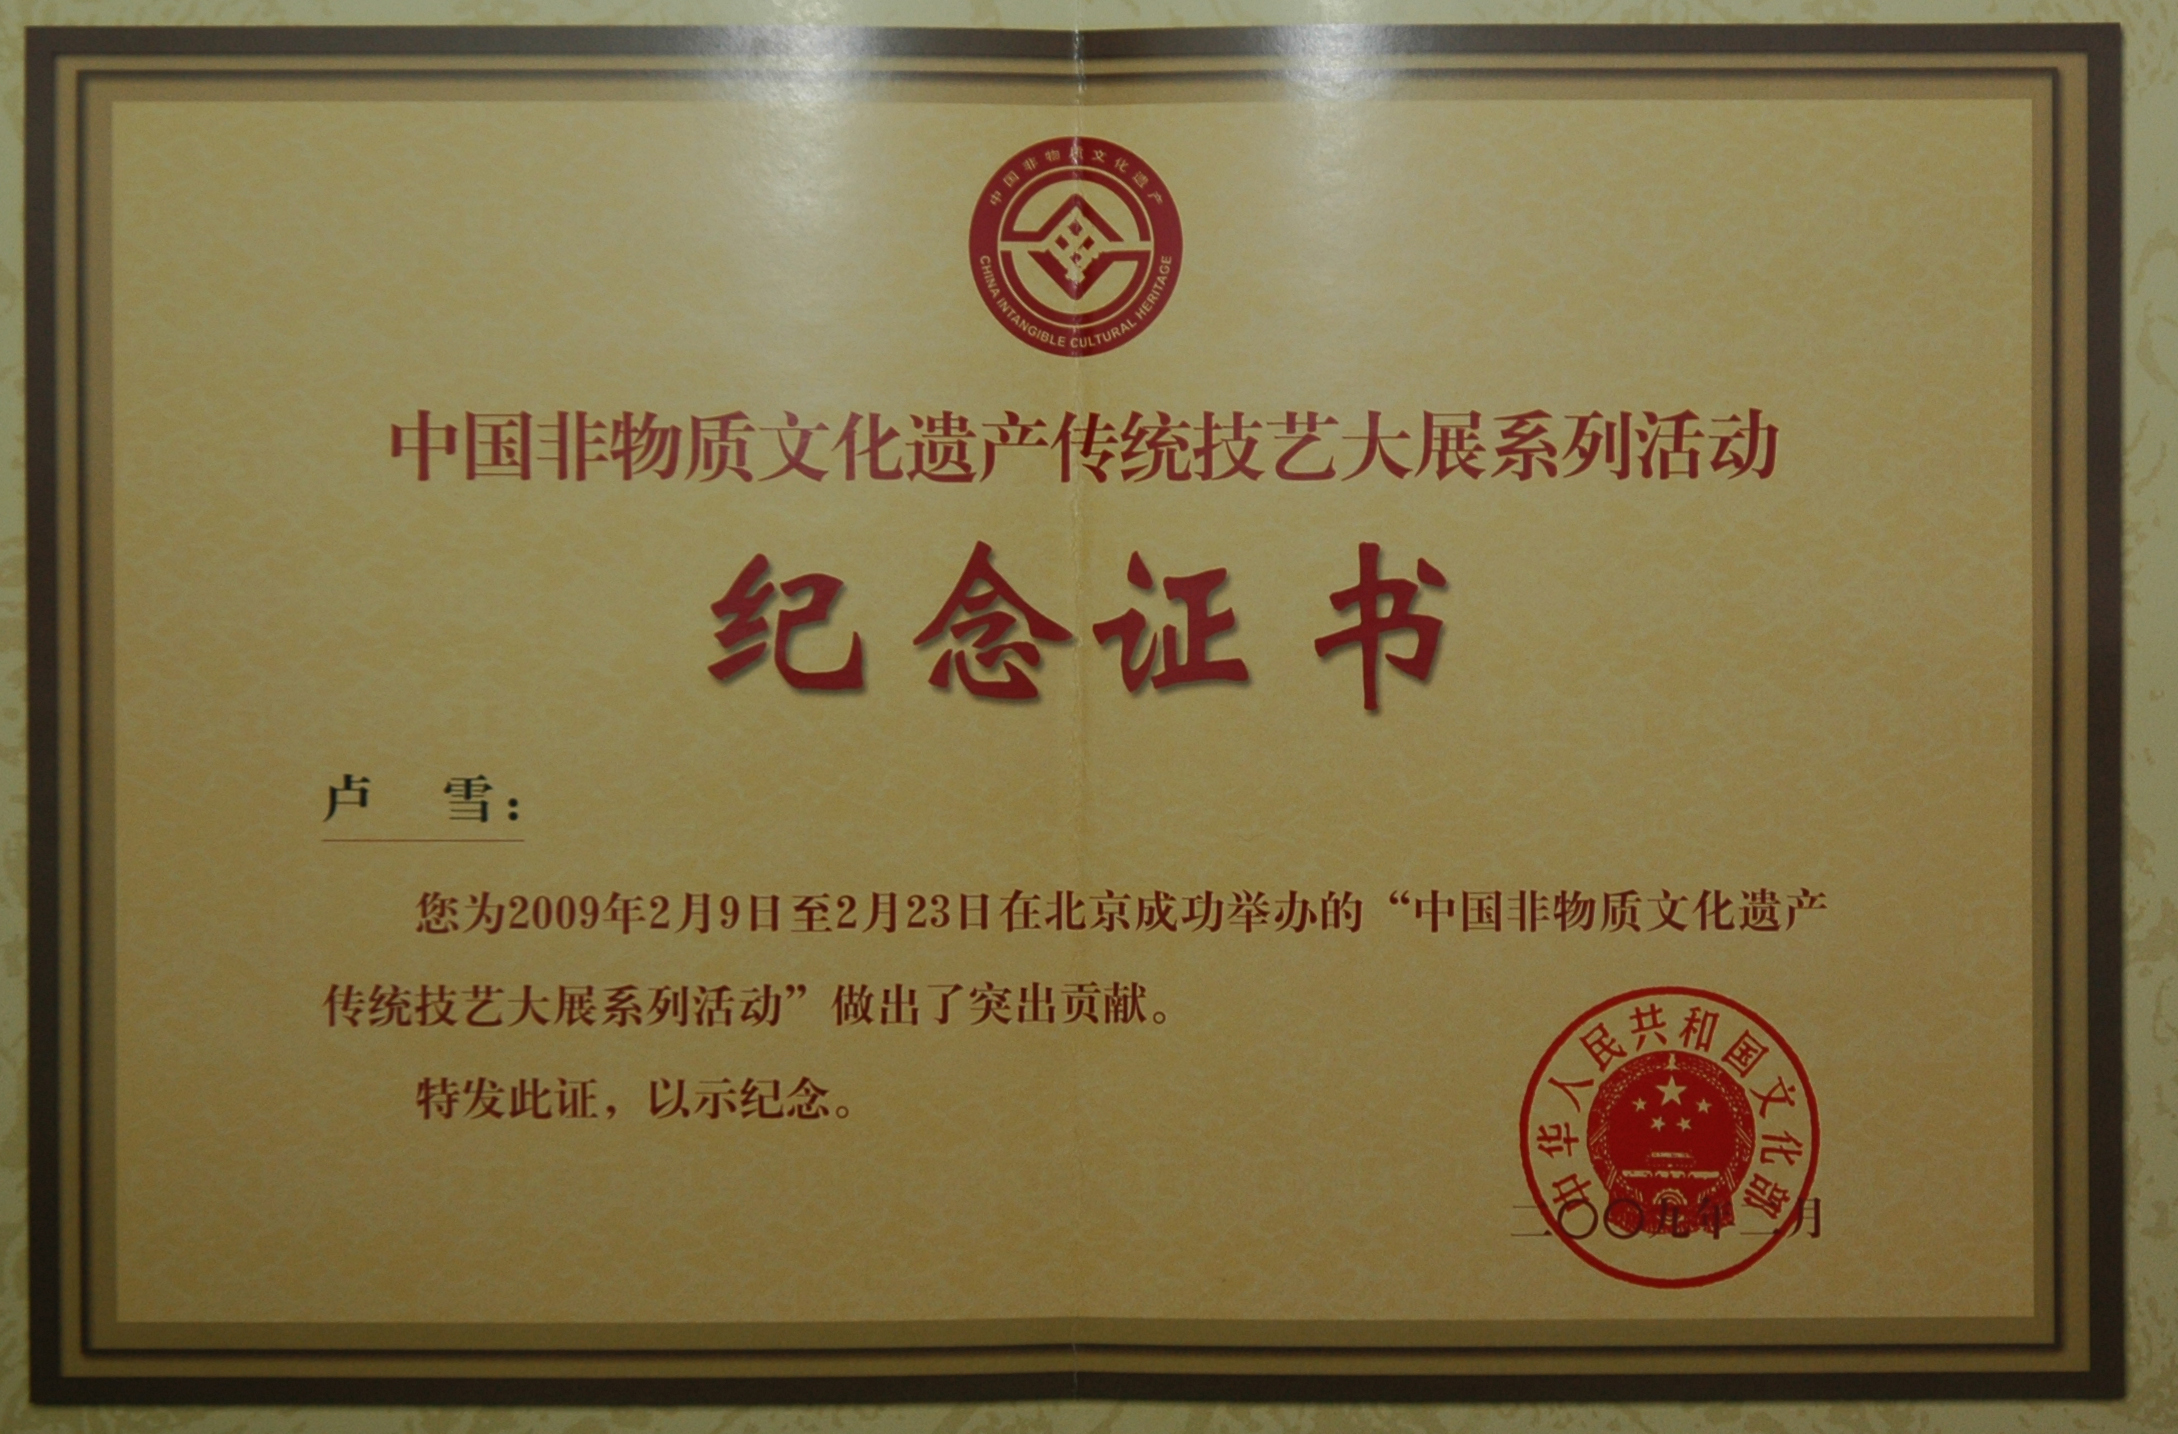 中国非物质文化遗产
CHINA INTANGIBLE CULTURAL HERITAGE
中国非物质文化遗产传统技艺大展系列活动
纪念证书
卢 雪：
您为2009年2月9日至2月23日在北京成功举办的“中国非物质文化遗产
传统技艺大展系列活动”做出了突出贡献。
特发此证，以示纪念。
中华人民共和国文化部
二〇〇九年二月